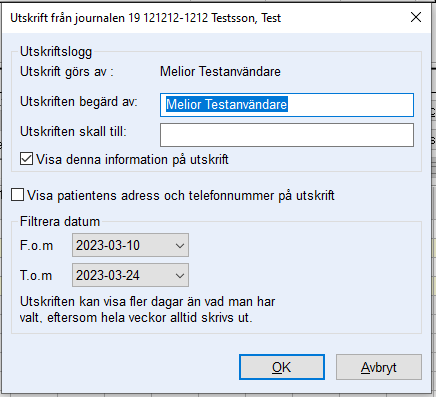 Utskrift från journalen 19 121212-1212 Testsson, Test
Utskriftslogg
Utskrift görs av : Melior Testanvändare
Utskriften begärd av: Melior Testanvändare
Utskriften skall till:
Visa denna information på utskrift
Visa patientens adress och telefonnummer på utskrift
Filtrera datum
F.o.m 2023-03-10
T.o.m 2023-03-24
Utskriften kan visa fler dagar än vad man har
valt, eftersom hela veckor alltid skrivs ut.
OK Avbryt